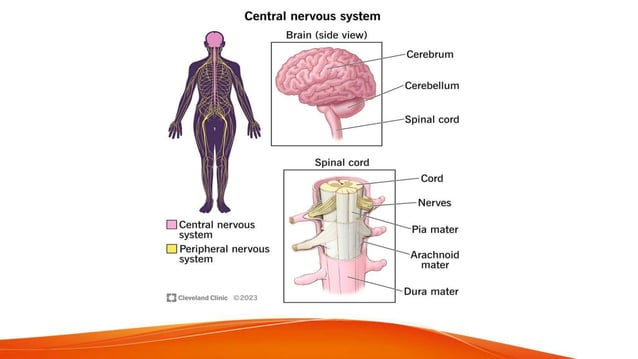 Central nervous system
Brain (side view)
Cerebrum
Cerebellum
Spinal cord
Spinal cord
Cord
Nerves
Pia mater
Arachnoid
mater
Dura mater
Central nervous
system
Peripheral nervous
system
Cleveland Clinic ©2023